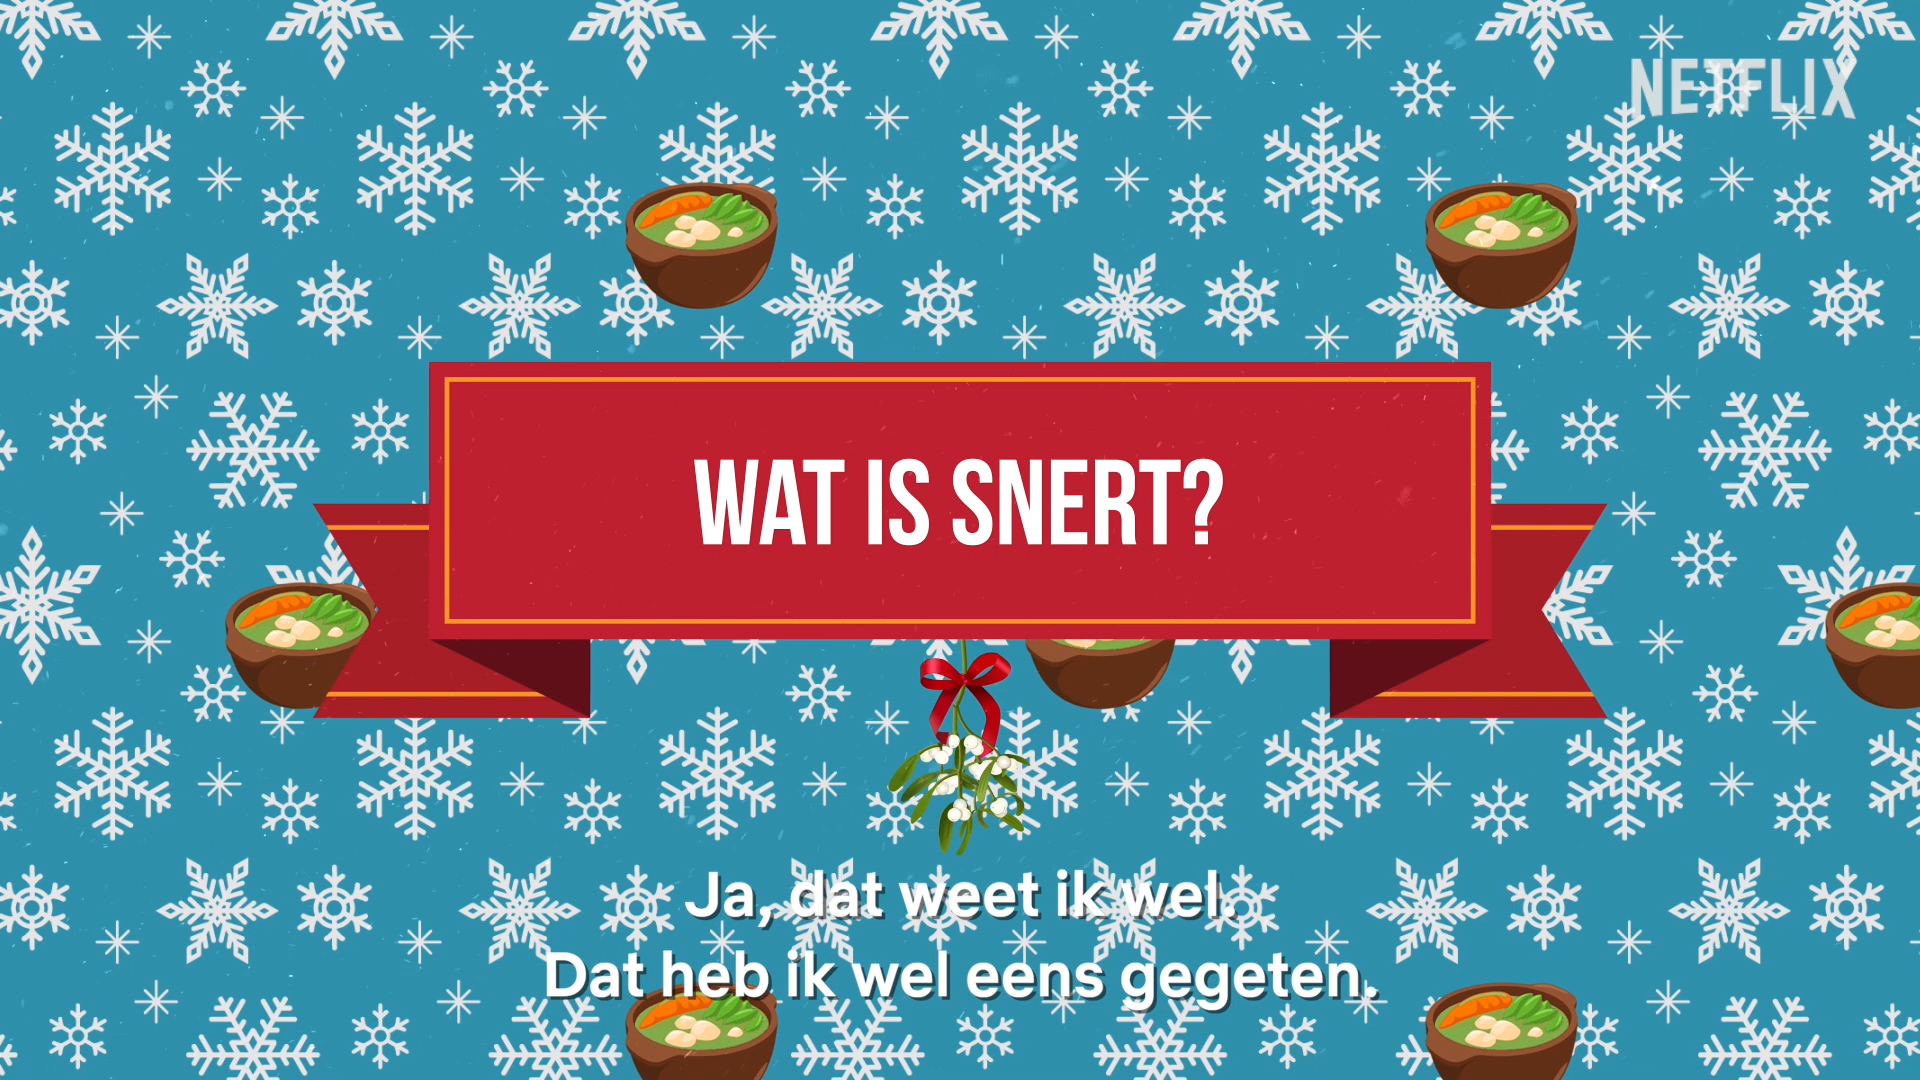 NETFLIX
WAT IS SNERT?
Ja, dat weet ik wel.
Dat heb ik wel eens gegeten.